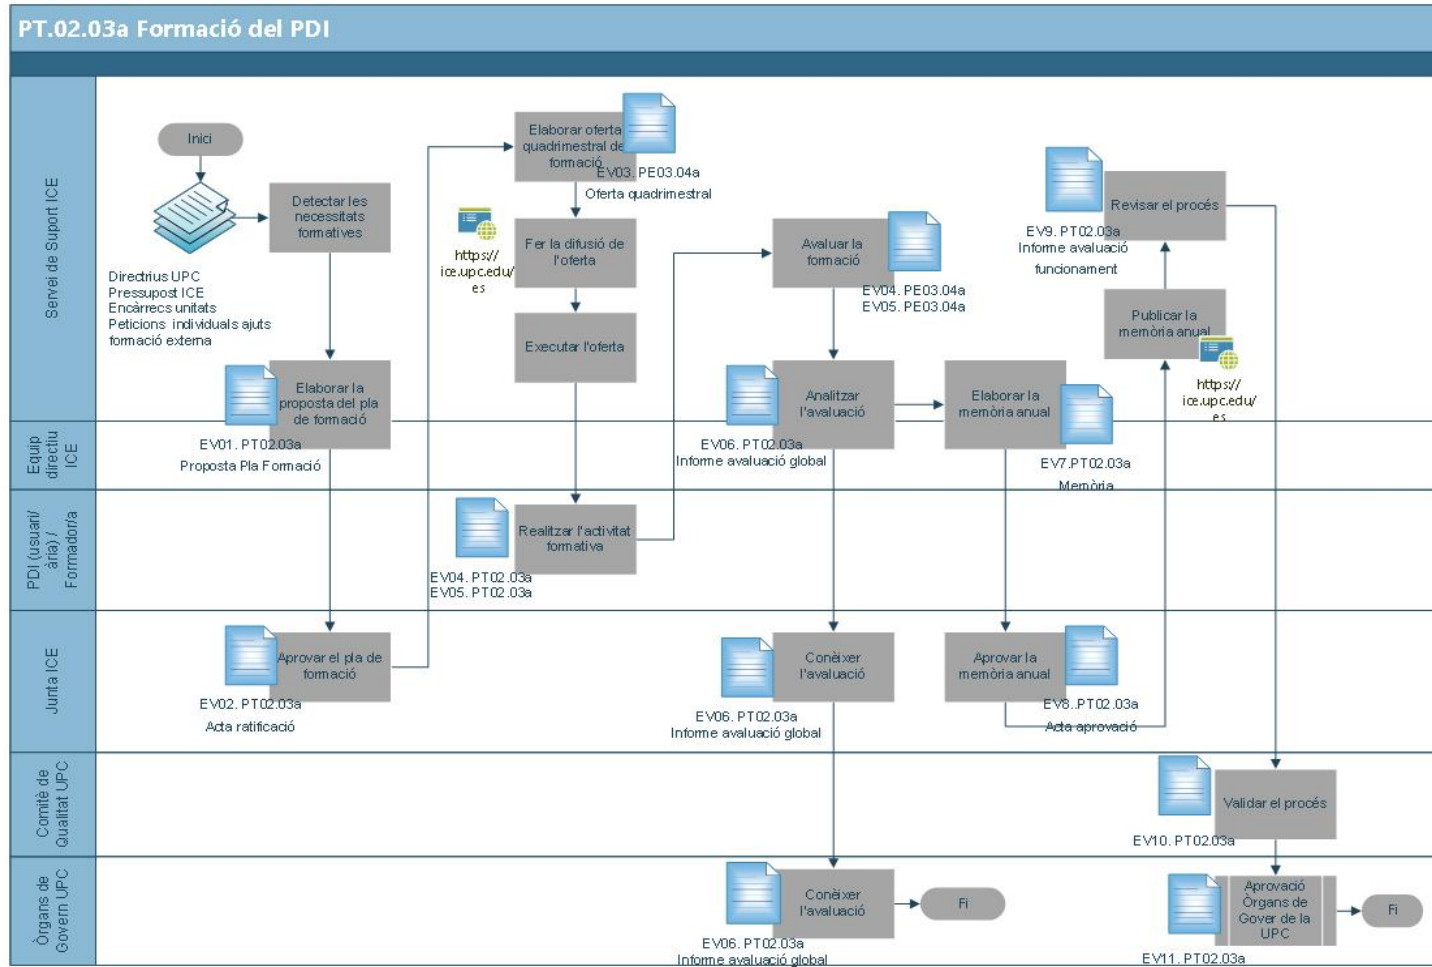 PT.02.03a Formació del PDI
Servei de Suport ICE
Inici
Directrius UPC
Pressupost ICE
Encàrrecs unitats
Peticions individuals ajuts
formació externa
Detectar les
necessitats
formatives
Elaborar la
proposta del pla
de formació
EV01. PT02.03a
Proposta Pla Formació
Elaborar oferta
quadrimestral de
formació
EV03. PE03.04a
Oferta quadrimestral
https://
ice.upc.edu/
es
Fer la difusió de
l'oferta
Executar l'oferta
Avaluar la
formació
EV04. PE03.04a
EV05. PE03.04a
Analitzar
l'avaluació
EV06. PT02.03a
Informe avaluació global
Elaborar la
memòria anual
EV7.PT02.03a
Memòria
Revisar el procés
EV9. PT02.03a
Informe avaluació
funcionament
Publicar la
memòria anual
https://
ice.upc.edu/
es
Equip
directiu
ICE
PDI (usuari/
ària) /
Formador/a
Realitzar l'activitat
formativa
EV04. PT02.03a
EV05. PT02.03a
Junta ICE
Aprovar el pla de
formació
EV02. PT02.03a
Acta ratificació
Conèixer
l'avaluació
EV06. PT02.03a
Informe avaluació global
Aprovar la
memòria anual
EV8..PT02.03a
Acta aprovació
Comitè de
Qualitat UPC
Validar el procés
EV10. PT02.03a
Òrgans de
Govern UPC
Conèixer
l'avaluació
EV06. PT02.03a
Informe avaluació global
Fi
Aprovació
Òrgans de
Gover de la
UPC
EV11. PT02.03a
Fi